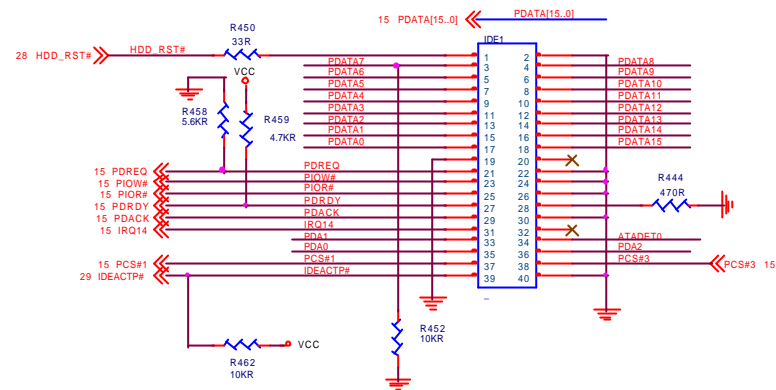 15 PDATA[15..0] PDATA[15..0]
R450
33R
IDE1
28 HDD_RST# HDD_RST#
1 2
PDATA7 3 4 PDATA8
VCC PDATA6 5 6 PDATA9
PDATA5 7 8 PDATA10
PDATA4 9 10 PDATA11
R458 R459 PDATA3 11 12 PDATA12
5.6KR PDATA2 13 14 PDATA13
4.7KR PDATA1 15 16 PDATA14
PDATA0 17 18 PDATA15
19 20
15 PDREQ PDREQ 21 22 R444
15 PIOW# PIOW# 23 24 470R
15 PIOR# PIOR# 25 26
15 PDRDY PDRDY 27 28
15 PDACK PDACK 29 30
15 IRQ14 IRQ14 31 32
PDA1 33 34 ATADET0
PDA0 35 36 PDA2
15 PCS#1 PCS#1 37 38 PCS#3 PCS#3 15
29 IDEACTP# IDEACTP# 39 40
R452
10KR
VCC
R462
10KR